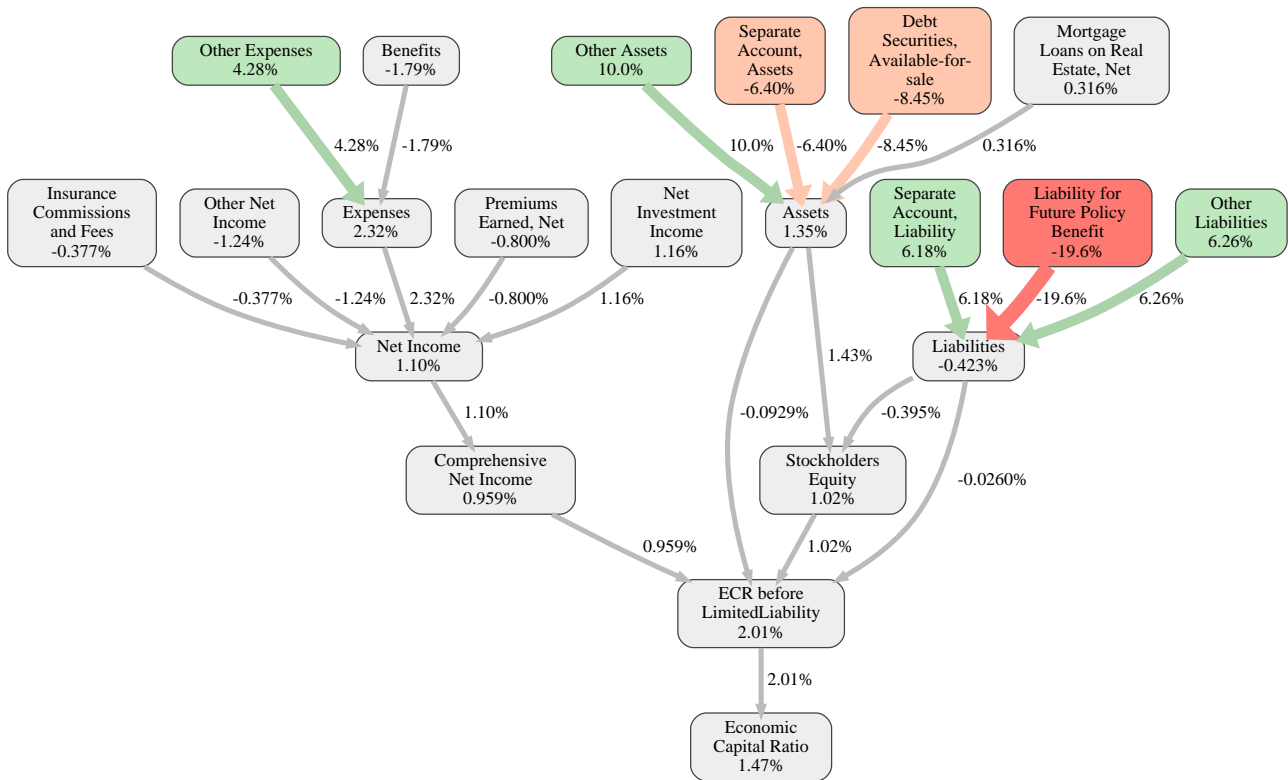 Other Expenses
4.28%
Benefits
-1.79%
Other Assets
10.0%
Separate
Account,
Assets
-6.40%
Debt
Securities,
Available-for-
sale
-8.45%
Mortgage
Loans on Real
Estate, Net
0.316%
4.28%
-1.79%
10.0%
-6.40%
-8.45%
0.316%
Insurance
Commissions
and Fees
-0.377%
Other Net
Income
-1.24%
Expenses
2.32%
Premiums
Earned, Net
-0.800%
Net
Investment
Income
1.16%
Assets
1.35%
Separate
Account,
Liability
6.18%
Liability for
Future Policy
Benefit
-19.6%
Other
Liabilities
6.26%
-0.377%
-1.24%
2.32%
-0.800%
1.16%
6.18%
-19.6%
6.26%
Net Income
1.10%
Liabilities
-0.423%
1.43%
1.10%
-0.0929%
-0.395%
-0.0260%
Comprehensive
Net Income
0.959%
Stockholders
Equity
1.02%
0.959%
1.02%
ECR before
LimitedLiability
2.01%
2.01%
Economic
Capital Ratio
1.47%